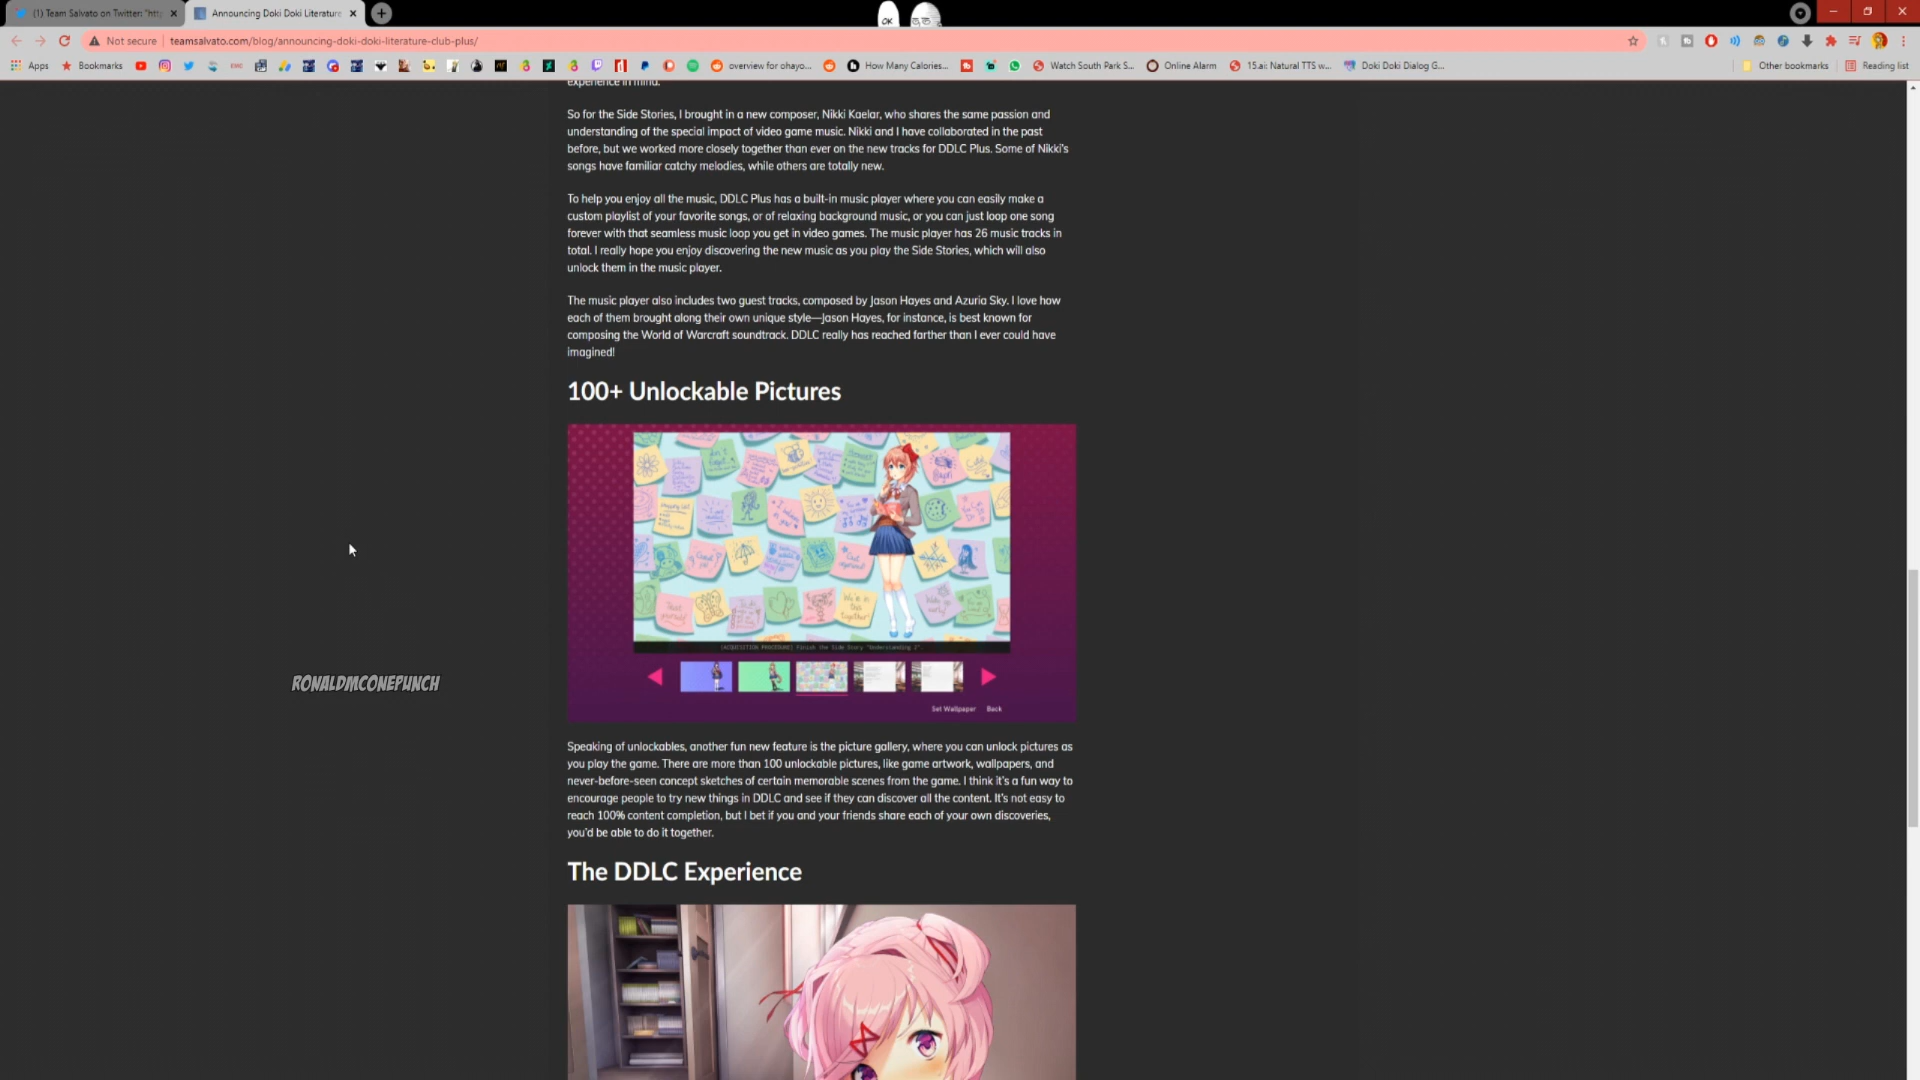 (1) Team Salvato on Twitter: "htt
Announcing Doki Doki Literature
OK
Not secure
teamsalvato.com/blog/announcing-doki-doki-literature-club-plus/
Apps
Bookmarks
overview for ohayo...
How Many Calories...
Watch South Park S...
Online Alarm
15.ai: Natural TTS w...
Doki Doki Dialog G...
Other bookmarks
Reading list
experience in mind.
So for the Side Stories, I brought in a new composer, Nikki Kaelar, who shares the same passion and
understanding of the special impact of video game music. Nikki and I have collaborated in the past
before, but we worked more closely together than ever on the new tracks for DDLC Plus. Some of Nikki's
songs have familiar catchy melodies, while others are totally new.
To help you enjoy all the music, DDLC Plus has a built-in music player where you can easily make a
custom playlist of your favorite songs, or of relaxing background music, or you can just loop one song
forever with that seamless music loop you get in video games. The music player has 26 music tracks in
total. I really hope you enjoy discovering the new music as you play the Side Stories, which will also
unlock them in the music player.
The music player also includes two guest tracks, composed by Jason Hayes and Azuria Sky. I love how
each of them brought along their own unique style—Jason Hayes, for instance, is best known for
composing the World of Warcraft soundtrack. DDLC really has reached farther than I ever could have
imagined!
100+ Unlockable Pictures
[ACQUISITION PROCEDURE] Finish the Side Story "Understanding 2".
Set Wallpaper
Back
RONALDMCONEPUNCH
Speaking of unlockables, another fun new feature is the picture gallery, where you can unlock pictures as
you play the game. There are more than 100 unlockable pictures, like game artwork, wallpapers, and
never-before-seen concept sketches of certain memorable scenes from the game. I think it's a fun way to
encourage people to try new things in DDLC and see if they can discover all the content. It's not easy to
reach 100% content completion, but I bet if you and your friends share each of your own discoveries,
you'd be able to do it together.
The DDLC Experience